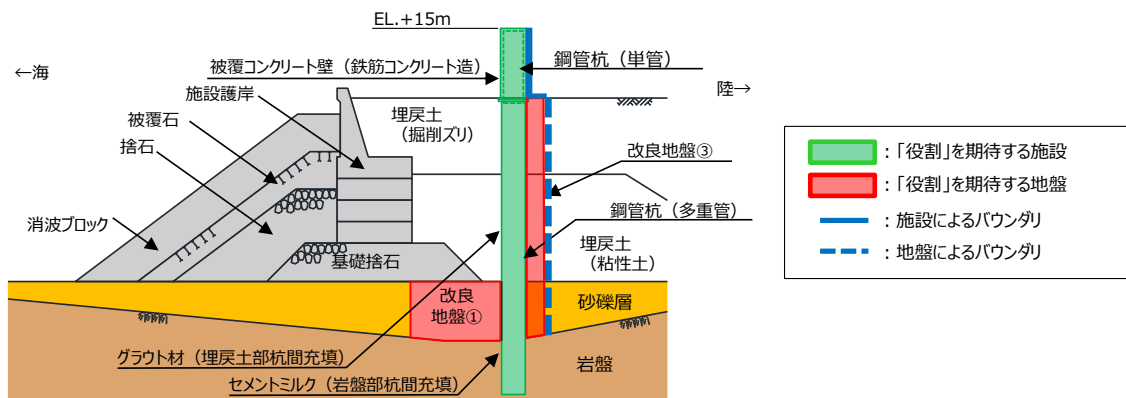 EL.+15m
←海
鋼管杭（単管）
被覆コンクリート壁（鉄筋コンクリート造）
陸→
施設護岸
埋戻土
（掘削ズリ）
被覆石
捨石
改良地盤③
鋼管杭（多重管）
消波ブロック
埋戻土
（粘性土）
基礎捨石
改良
地盤①
砂礫層
グラウト材（埋戻土部杭間充填）
岩盤
セメントミルク（岩盤部杭間充填）
：「役割」を期待する施設
：「役割」を期待する地盤
：施設によるバウンダリ
：地盤によるバウンダリ